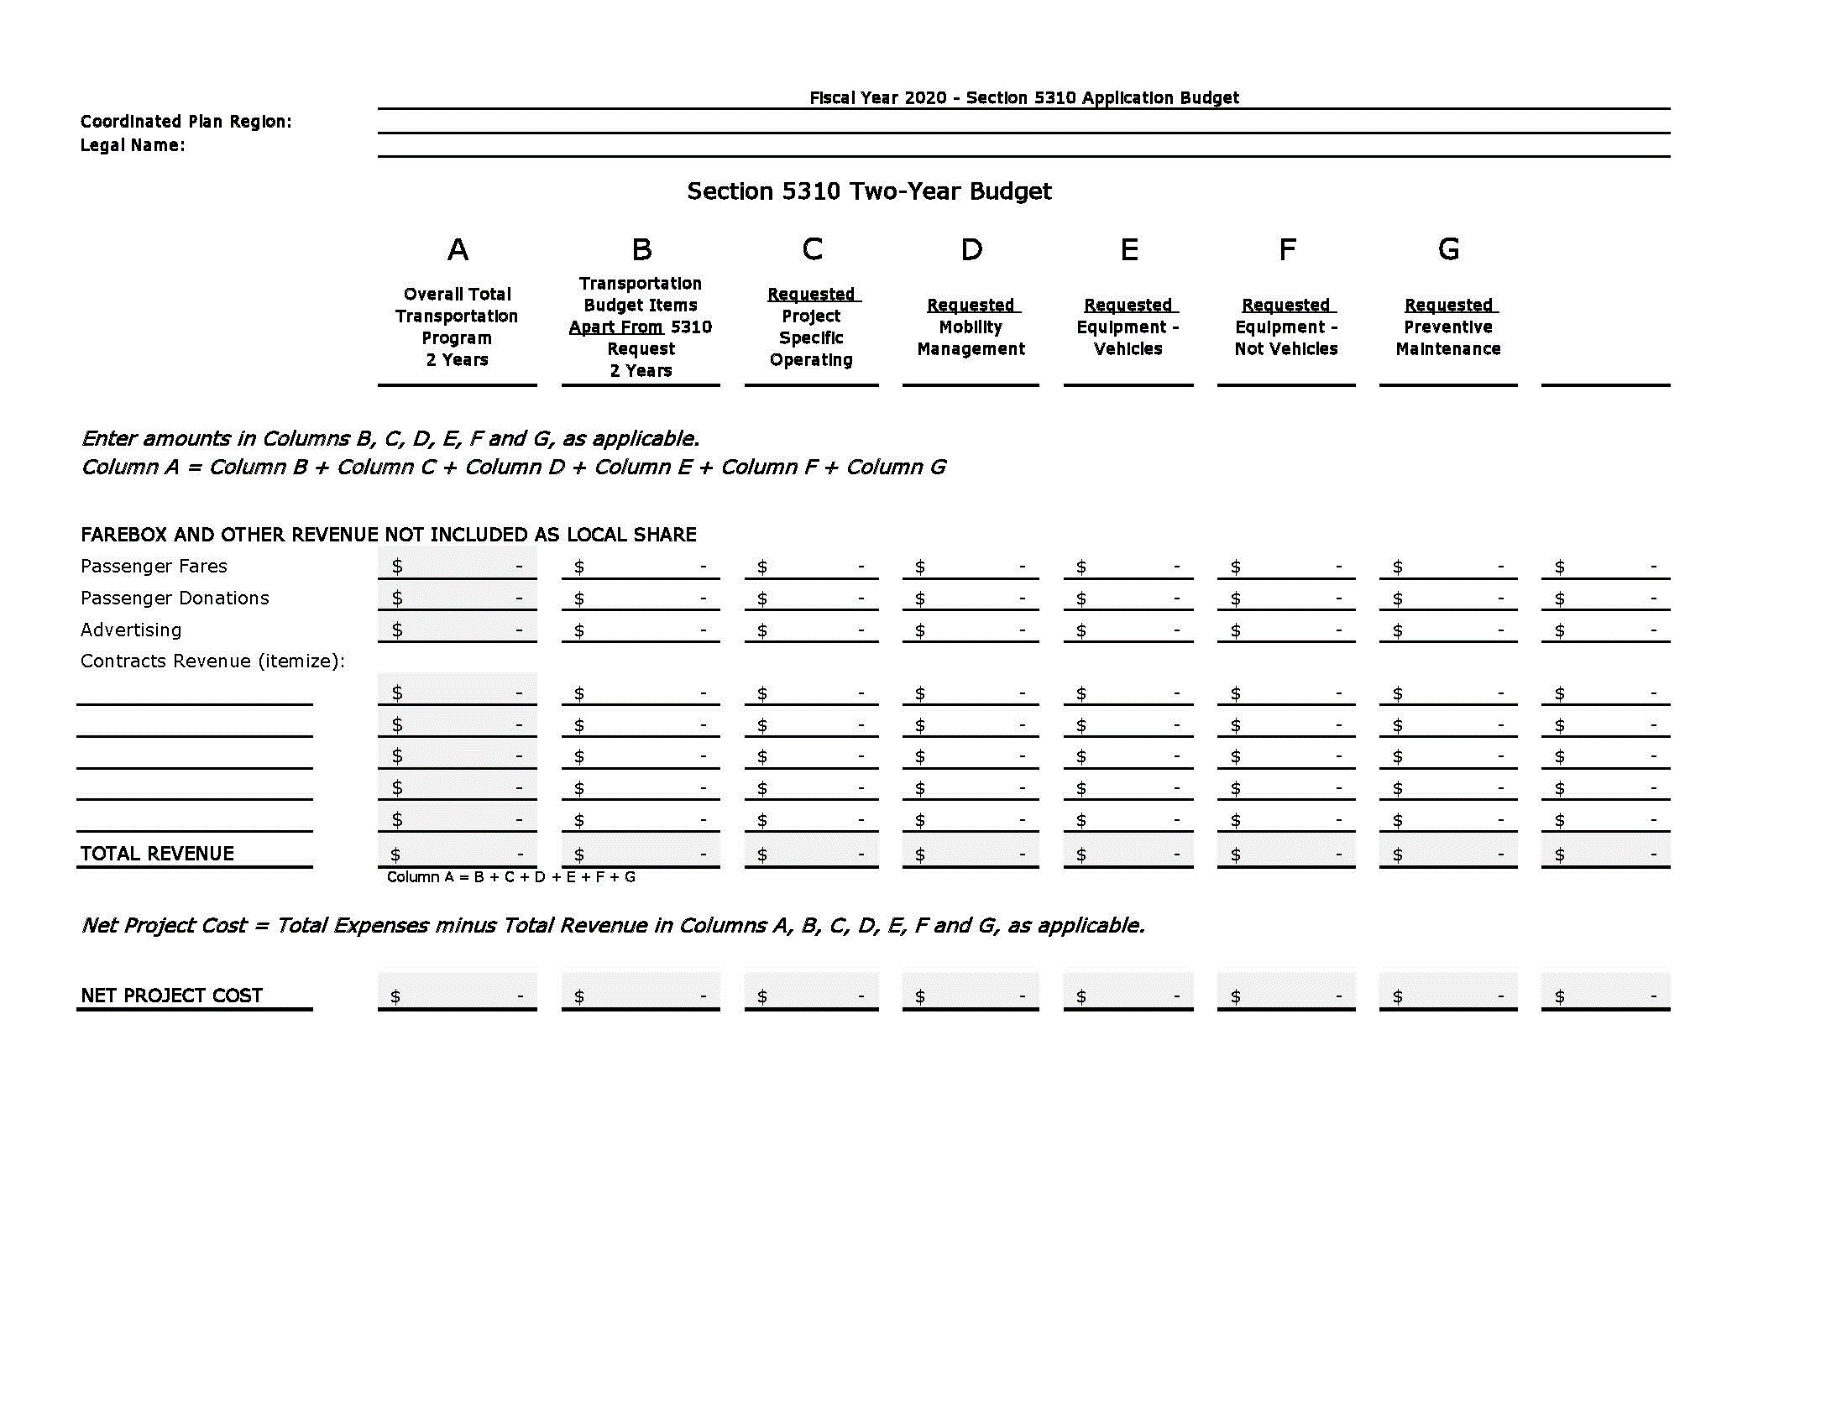 Fiscal Year 2020 - Section 5310 Application Budget
Coordinated Plan Region:
Legal Name:
Section 5310 Two-Year Budget
A B C D E F G
Overall Total
Transportation
Program
2 Years
Transportation
Budget Items
Apart From 5310
Request
2 Years
Requested
Project
Specific
Operating
Requested
Mobility
Management
Requested
Equipment -
Vehicles
Requested
Equipment -
Not Vehicles
Requested
Preventive
Maintenance
Enter amounts in Columns B, C, D, E, F and G, as applicable.
Column A = Column B + Column C + Column D + Column E + Column F + Column G
FAREBOX AND OTHER REVENUE NOT INCLUDED AS LOCAL SHARE
Passenger Fares $ - $ - $ - $ - $ - $ - $ - $ -
Passenger Donations $ - $ - $ - $ - $ - $ - $ - $ -
Advertising $ - $ - $ - $ - $ - $ - $ - $ -
Contracts Revenue (itemize):
$ - $ - $ - $ - $ - $ - $ - $ -
$ - $ - $ - $ - $ - $ - $ - $ -
$ - $ - $ - $ - $ - $ - $ - $ -
$ - $ - $ - $ - $ - $ - $ - $ -
$ - $ - $ - $ - $ - $ - $ - $ -
TOTAL REVENUE $ - $ - $ - $ - $ - $ - $ - $ -
Column A = B + C + D + E + F + G
Net Project Cost = Total Expenses minus Total Revenue in Columns A, B, C, D, E, F and G, as applicable.
NET PROJECT COST $ - $ - $ - $ - $ - $ - $ - $ -